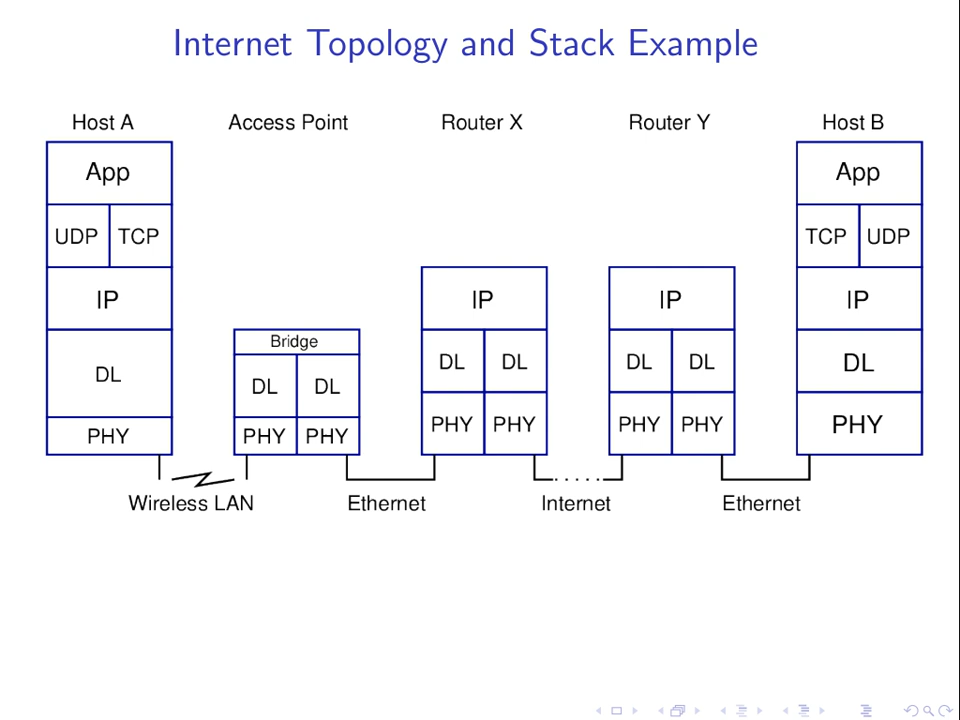 Internet Topology and Stack Example
Host A Access Point Router X Router Y Host B
App App
UDP TCP TCP UDP
IP IP IP IP
Bridge
DL DL DL DL DL DL DL DL
PHY PHY PHY PHY PHY PHY PHY PHY
Wireless LAN Ethernet Internet Ethernet